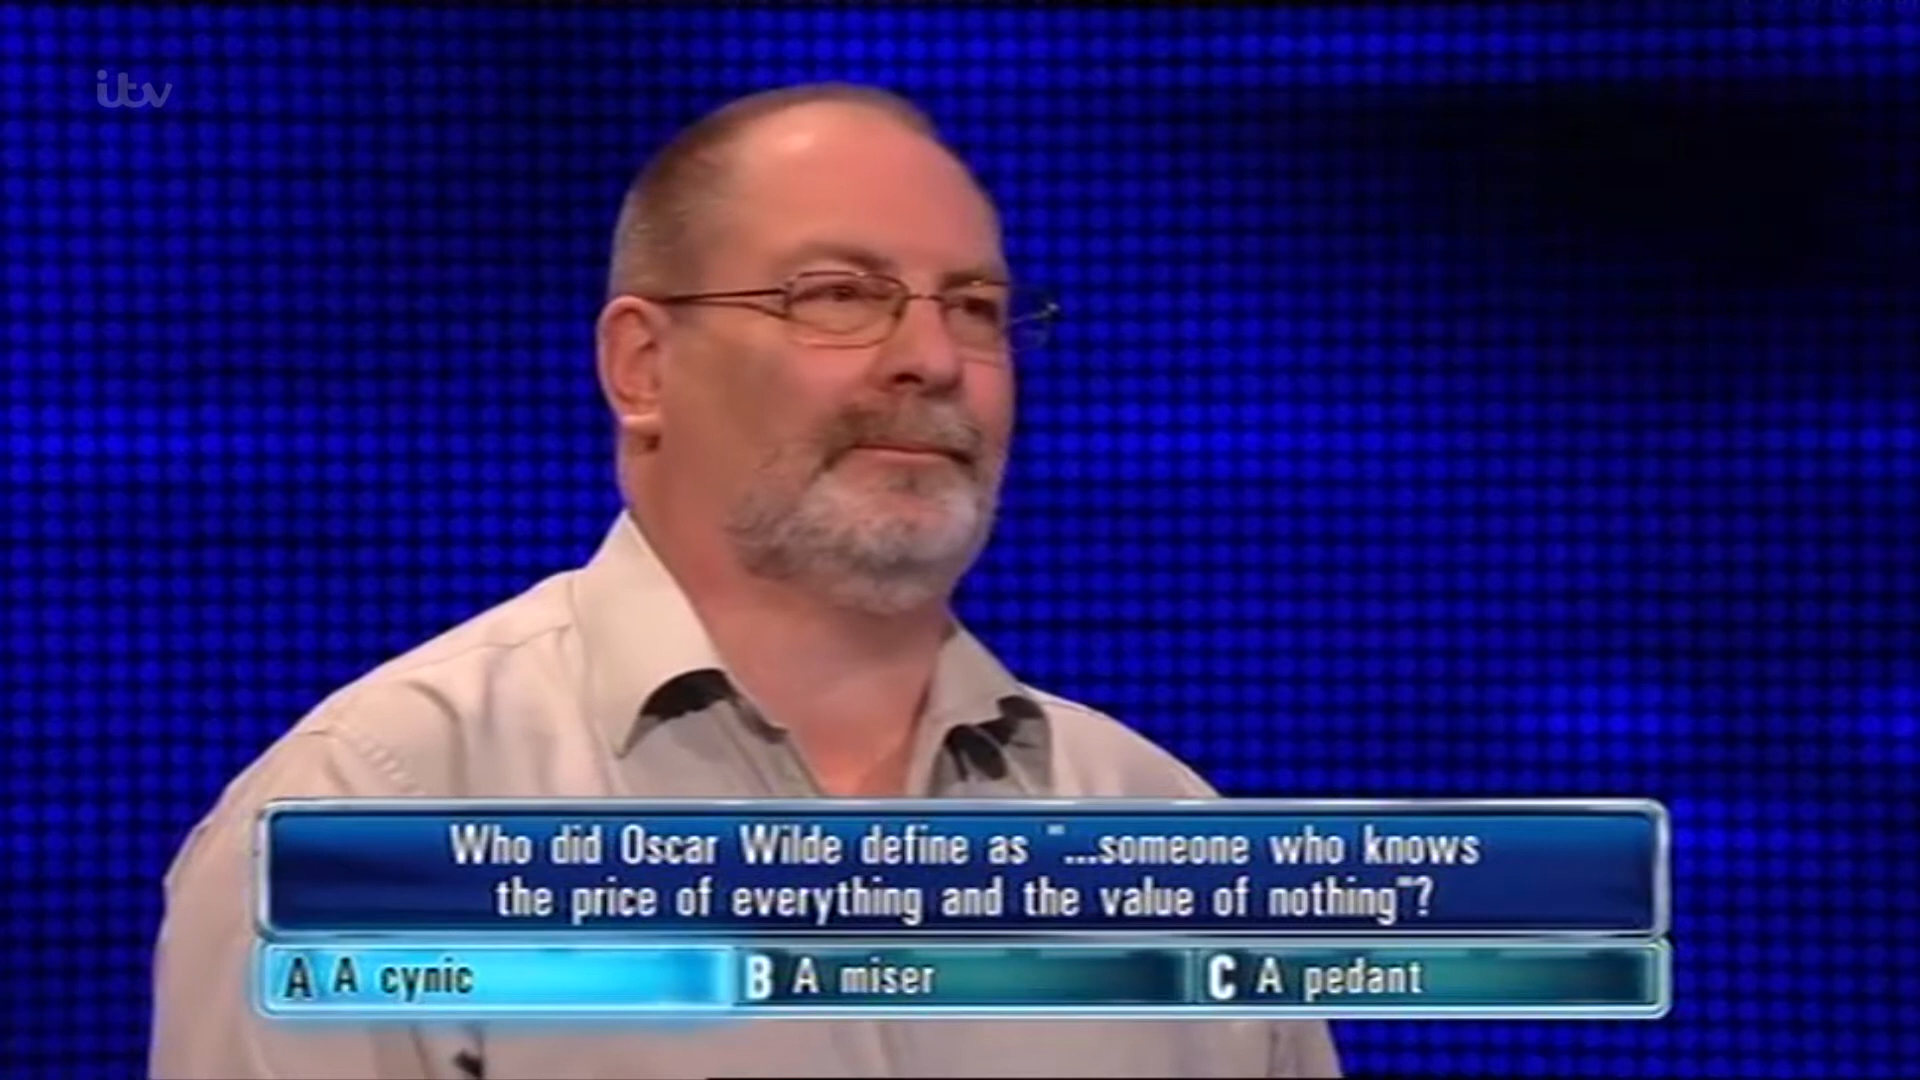 itv
Who did Oscar Wilde define as "...someone who knows
the price of everything and the value of nothing"?
A A cynic
B A miser
C A pedant